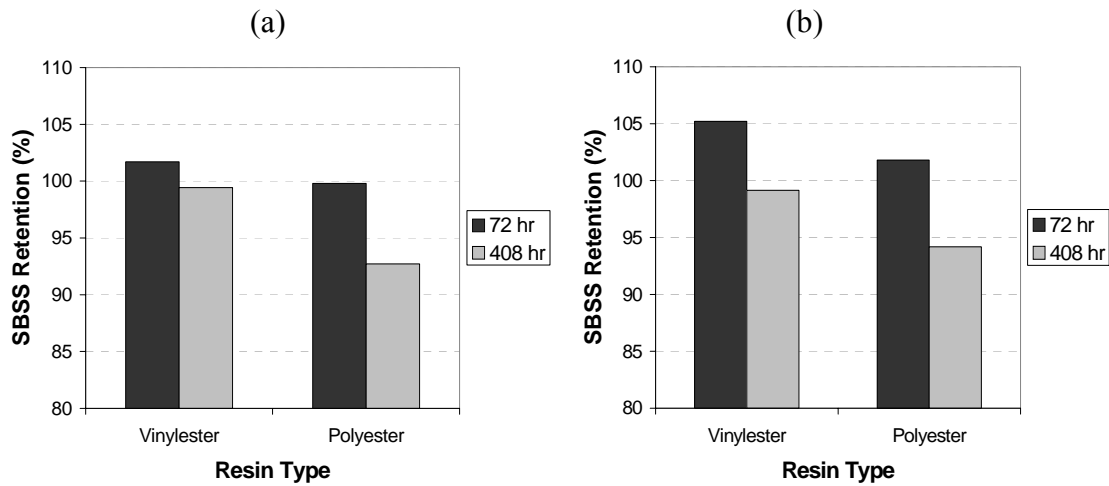 (a)
110
105
100
95
90
85
80
SBSS Retention (%)
Vinylester Polyester
Resin Type
72 hr
408 hr
(b)
110
105
100
95
90
85
80
SBSS Retention (%)
Vinylester Polyester
Resin Type
72 hr
408 hr